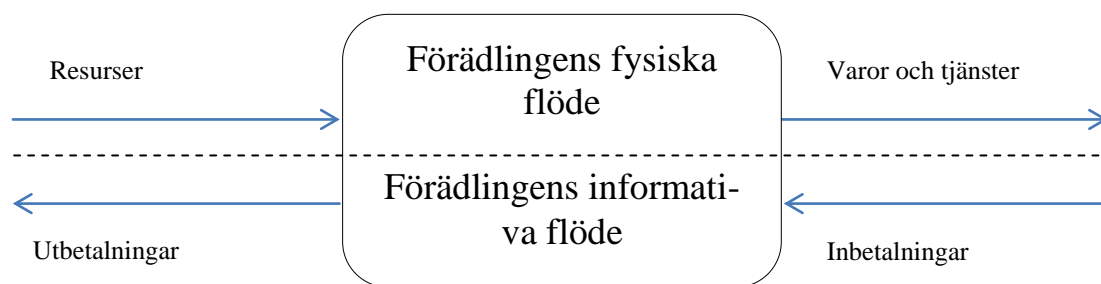 Resurser
Förädlingens fysiska
flöde
Varor och tjänster
Utbetalningar
Förädlingens informati-
va flöde
Inbetalningar